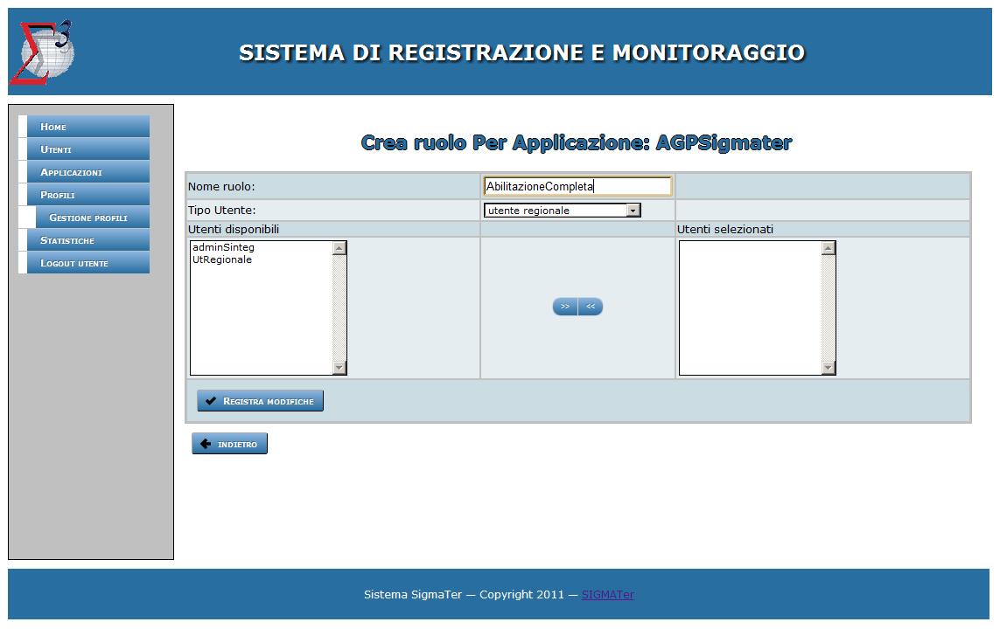 3
SISTEMA DI REGISTRAZIONE E MONITORAGGIO
HOME
UTENTI
APPLICAZIONI
PROFILI
GESTIONE PROFILI
STATISTICHE
LOGOUT UTENTE
Crea ruolo Per Applicazione: AGPSigmater
Nome ruolo: AbilitazioneCompleta
Tipo Utente: utente regionale
Utenti disponibili Utenti selezionati
adminSinteg
UtRegionale
>> <<
REGISTRA MODIFICHE
INDIETRO
Sistema SigmaTer — Copyright 2011 — SIGMATer